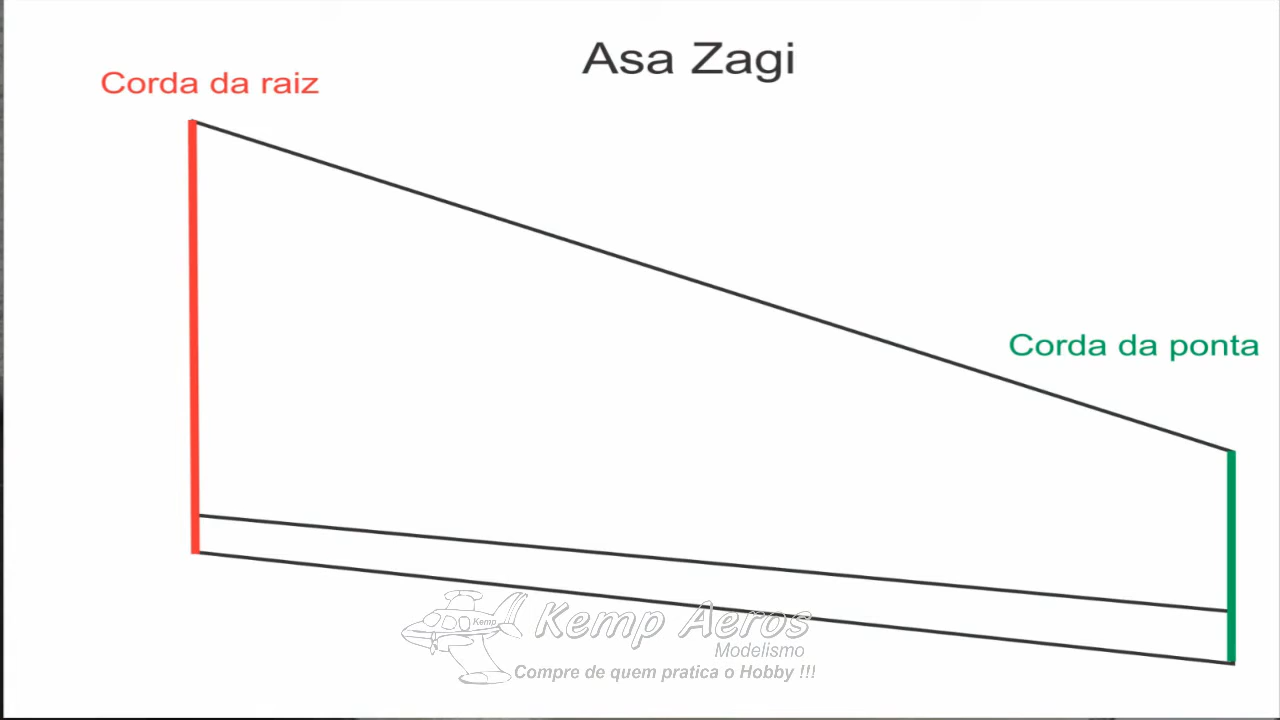 Asa Zagi
Corda da raiz
Corda da ponta
Kemp
Kemp Aeros
Modelismo
Compre de quem pratica o Hobby !!!